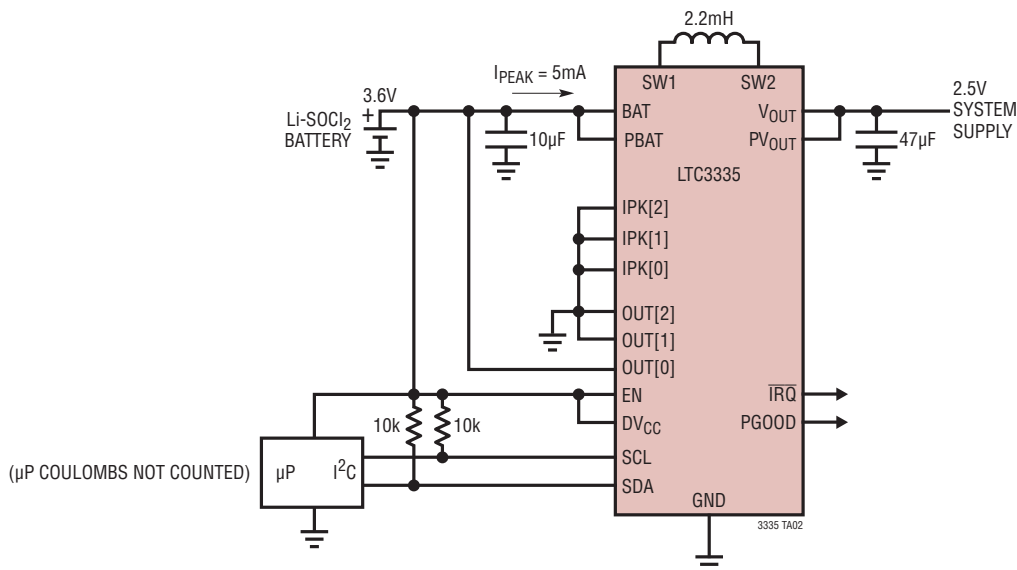 2.2mH
IPEAK = 5mA
SW1 SW2
3.6V
+
Li-SOCl2
BATTERY
10µF
BAT
PBAT
VOUT
PVOUT
2.5V
SYSTEM
SUPPLY
47µF
LTC3335
IPK[2]
IPK[1]
IPK[0]
OUT[2]
OUT[1]
OUT[0]
EN
DVCC
IRQ
PGOOD
10k 10k
SCL
SDA
(µP COULOMBS NOT COUNTED)
µP I2C
GND
3335 TA02